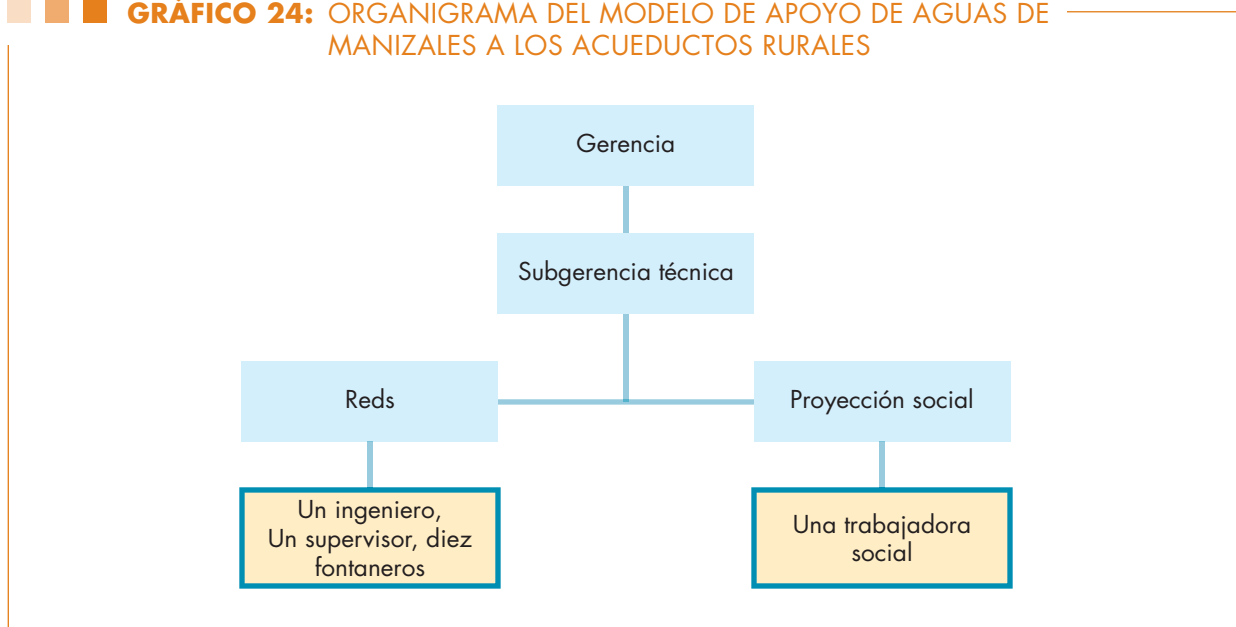 GRÁFICO 24: ORGANIGRAMA DEL MODELO DE APOYO DE AGUAS DE
MANIZALES A LOS ACUEDUCTOS RURALES
Gerencia
Subgerencia técnica
Reds
Proyección social
Un ingeniero,
Un supervisor, diez
fontaneros
Una trabajadora
social